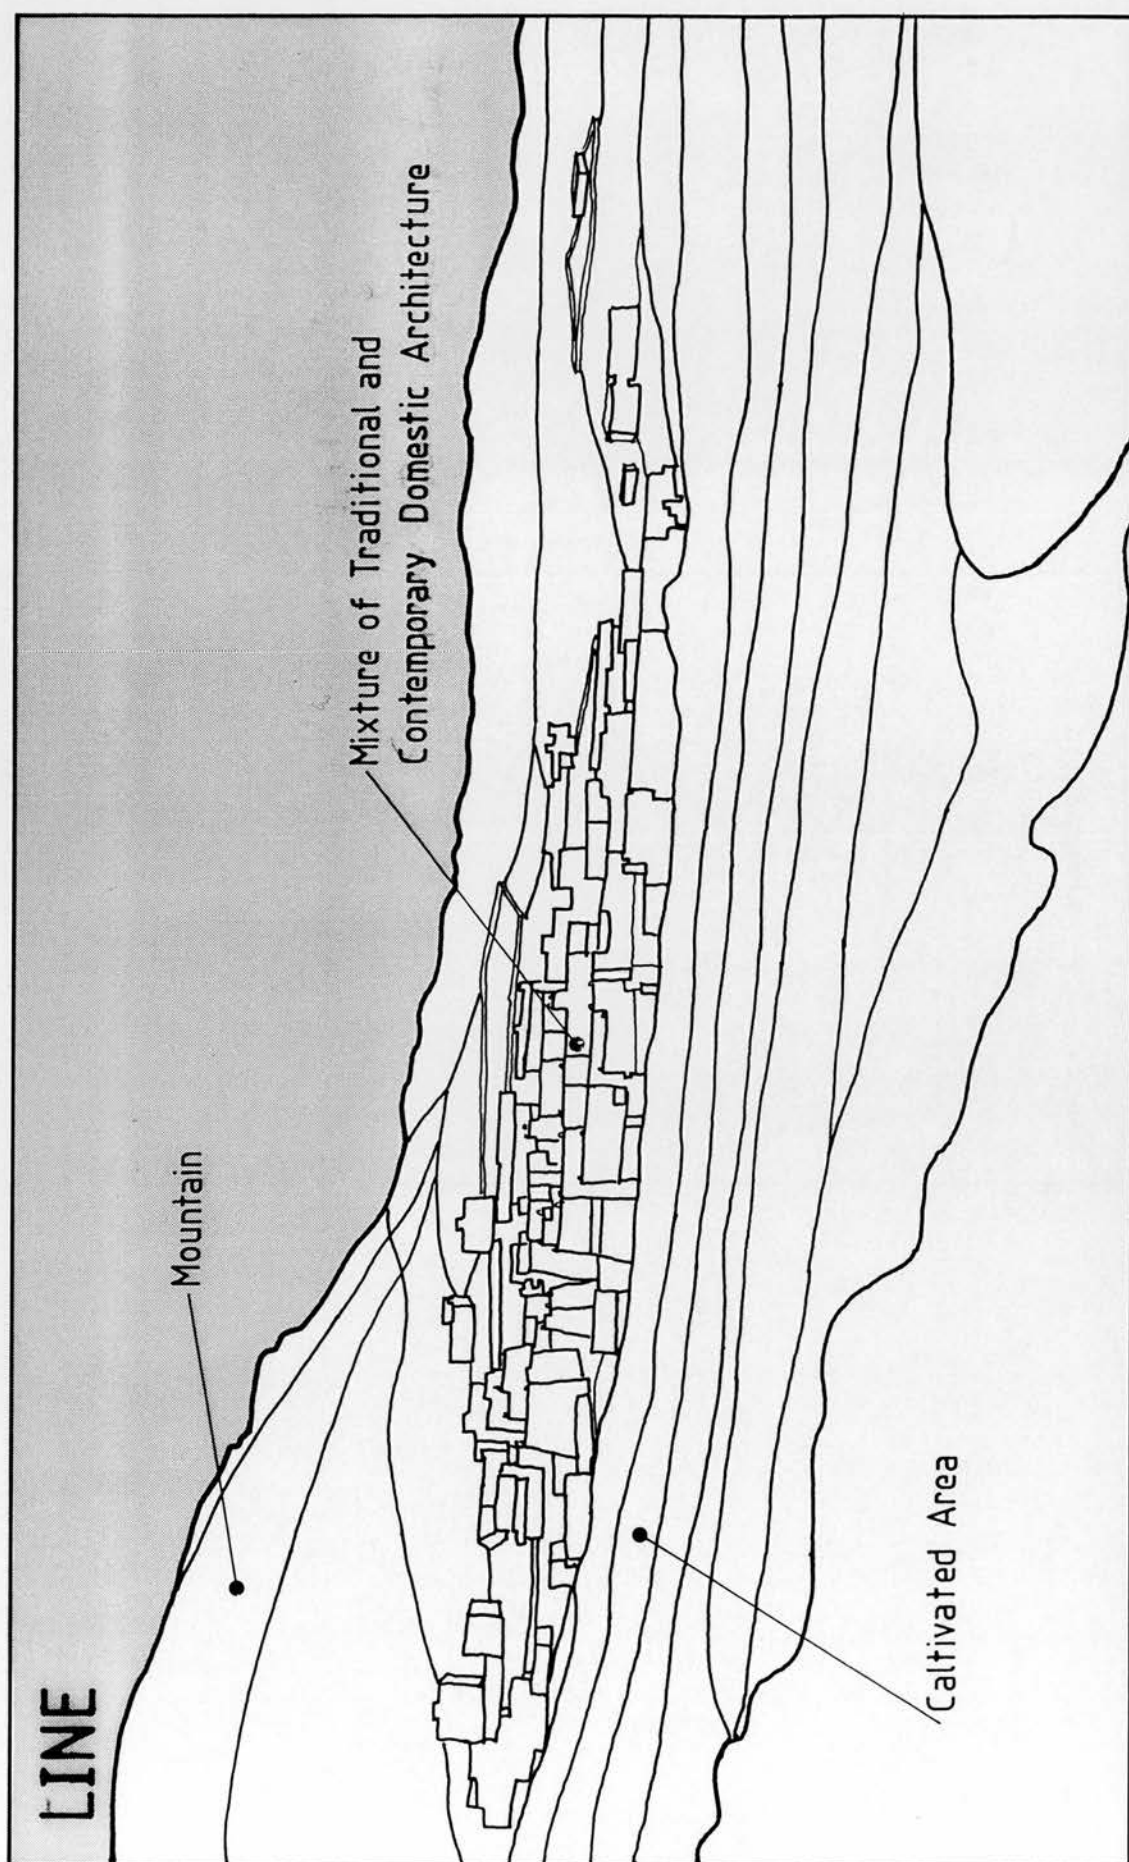 LINE
Mountain
Mixture of Traditional and
Contemporary Domestic Architecture
Caltivated Area